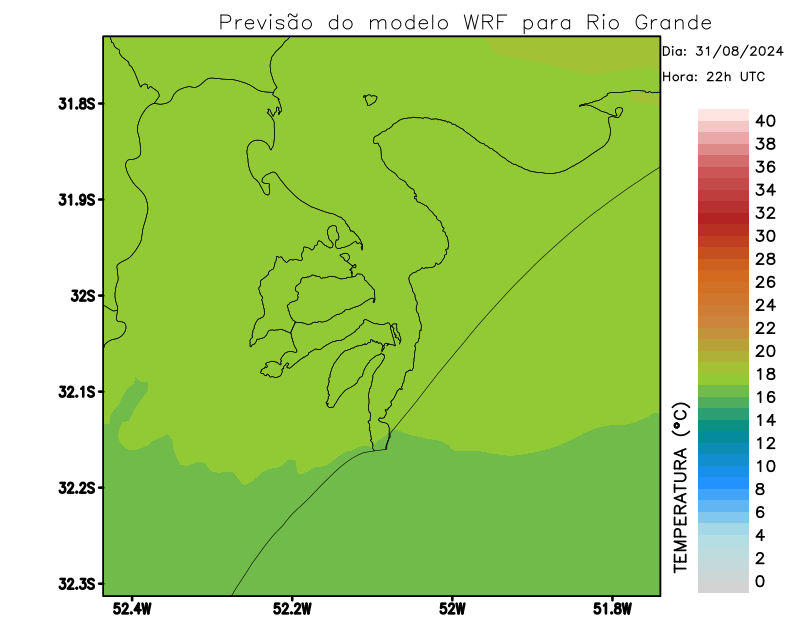 Previsão do modelo WRF para Rio Grande
Dia: 31/08/2024
Hora: 22h UTC
31.8S
31.9S
32S
32.1S
32.2S
32.3S
52.4W
52.2W
52W
51.8W
TEMPERATURA (°C)
40
38
36
34
32
30
28
26
24
22
20
18
16
14
12
10
8
6
4
2
0